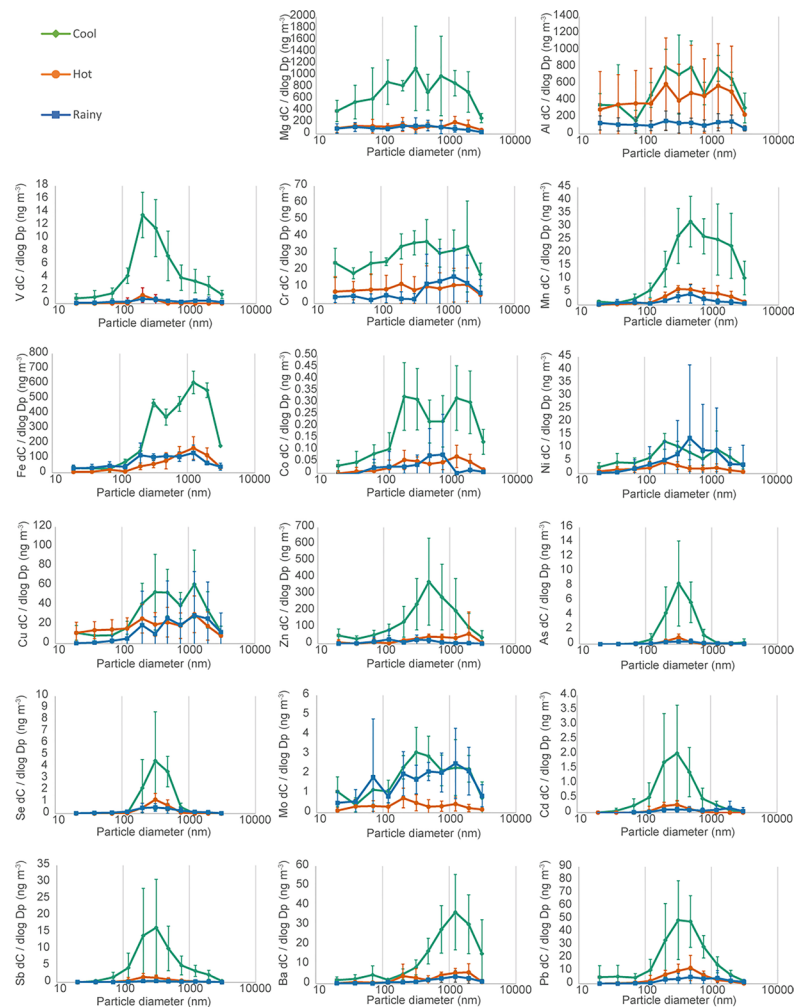 Cool
Hot
Rainy
Mg dC / dlog Dp (ng m-3)
2000
1800
1600
1400
1200
1000
800
600
400
200
0
10 100 1000 10000
Particle diameter (nm)
Al dC / dlog Dp (ng m-3)
1400
1200
1000
800
600
400
200
0
10 100 1000 10000
Particle diameter (nm)
V dC / dlog Dp (ng m-3)
18
16
14
12
10
8
6
4
2
0
10 100 1000 10000
Particle diameter (nm)
Cr dC / dlog Dp (ng m-3)
70
60
50
40
30
20
10
0
10 100 1000 10000
Particle diameter (nm)
Mn dC / dlog Dp (ng m-3)
45
40
35
30
25
20
15
10
5
0
10 100 1000 10000
Particle diameter (nm)
Fe dC / dlog Dp (ng m-3)
800
700
600
500
400
300
200
100
0
10 100 1000 10000
Particle diameter (nm)
Co dC / dlog Dp (ng m-3)
0.50
0.45
0.40
0.35
0.30
0.25
0.20
0.15
0.10
0.05
0.00
10 100 1000 10000
Particle diameter (nm)
Ni dC / dlog Dp (ng m-3)
45
40
35
30
25
20
15
10
5
0
10 100 1000 10000
Particle diameter (nm)
Cu dC / dlog Dp (ng m-3)
120
100
80
60
40
20
0
10 100 1000 10000
Particle diameter (nm)
Zn dC / dlog Dp (ng m-3)
700
600
500
400
300
200
100
0
10 100 1000 10000
Particle diameter (nm)
As dC / dlog Dp (ng m-3)
16
14
12
10
8
6
4
2
0
10 100 1000 10000
Particle diameter (nm)
Se dC / dlog Dp (ng m-3)
10
9
8
7
6
5
4
3
2
1
0
10 100 1000 10000
Particle diameter (nm)
Mo dC / dlog Dp (ng m-3)
6
5
4
3
2
1
0
10 100 1000 10000
Particle diameter (nm)
Cd dC / dlog Dp (ng m-3)
4.0
3.5
3.0
2.5
2.0
1.5
1.0
0.5
0.0
10 100 1000 10000
Particle diameter (nm)
Sb dC / dlog Dp (ng m-3)
35
30
25
20
15
10
5
0
10 100 1000 10000
Particle diameter (nm)
Ba dC / dlog Dp (ng m-3)
60
50
40
30
20
10
0
10 100 1000 10000
Particle diameter (nm)
Pb dC / dlog Dp (ng m-3)
90
80
70
60
50
40
30
20
10
0
10 100 1000 10000
Particle diameter (nm)